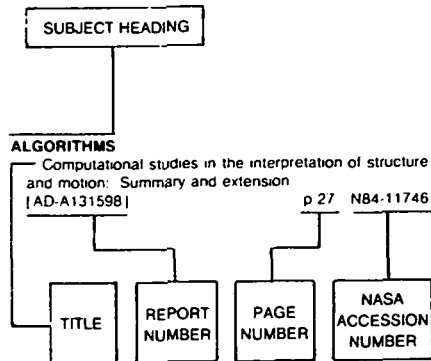 SUBJECT HEADING
ALGORITHMS
Computational studies in the interpretation of structure
and motion: Summary and extension
[AD-A131598] p 27 N84-11746
TITLE
REPORT
NUMBER
PAGE
NUMBER
NASA
ACCESSION
NUMBER